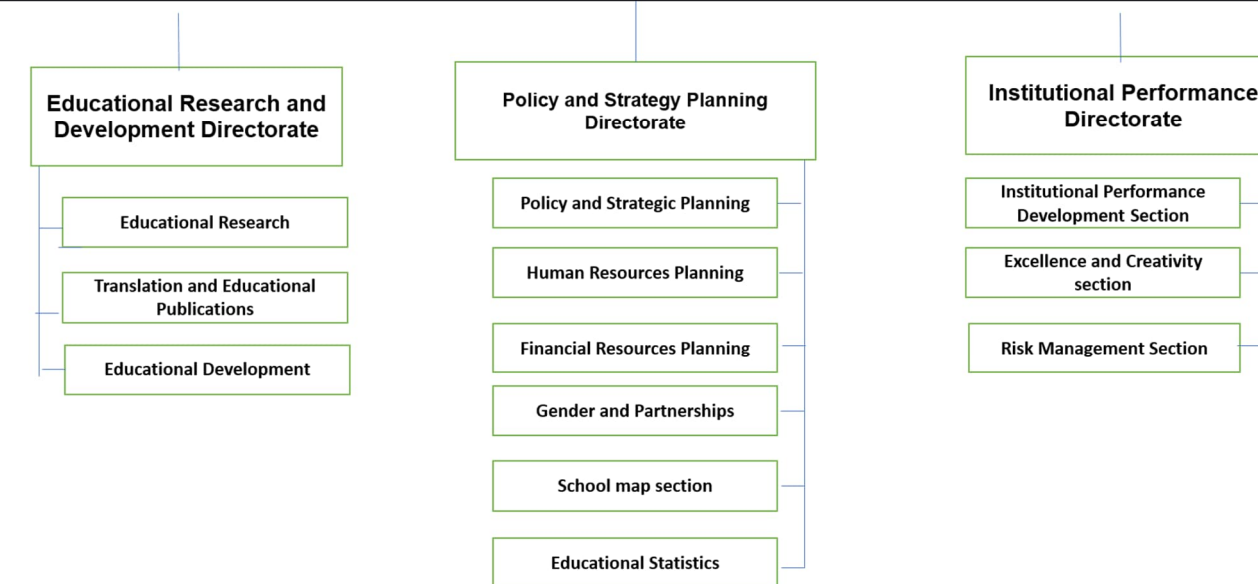 Educational Research and
Development Directorate
Educational Research
Translation and Educational
Publications
Educational Development
Policy and Strategy Planning
Directorate
Policy and Strategic Planning
Human Resources Planning
Financial Resources Planning
Gender and Partnerships
School map section
Educational Statistics
Institutional Performance
Directorate
Institutional Performance
Development Section
Excellence and Creativity
section
Risk Management Section